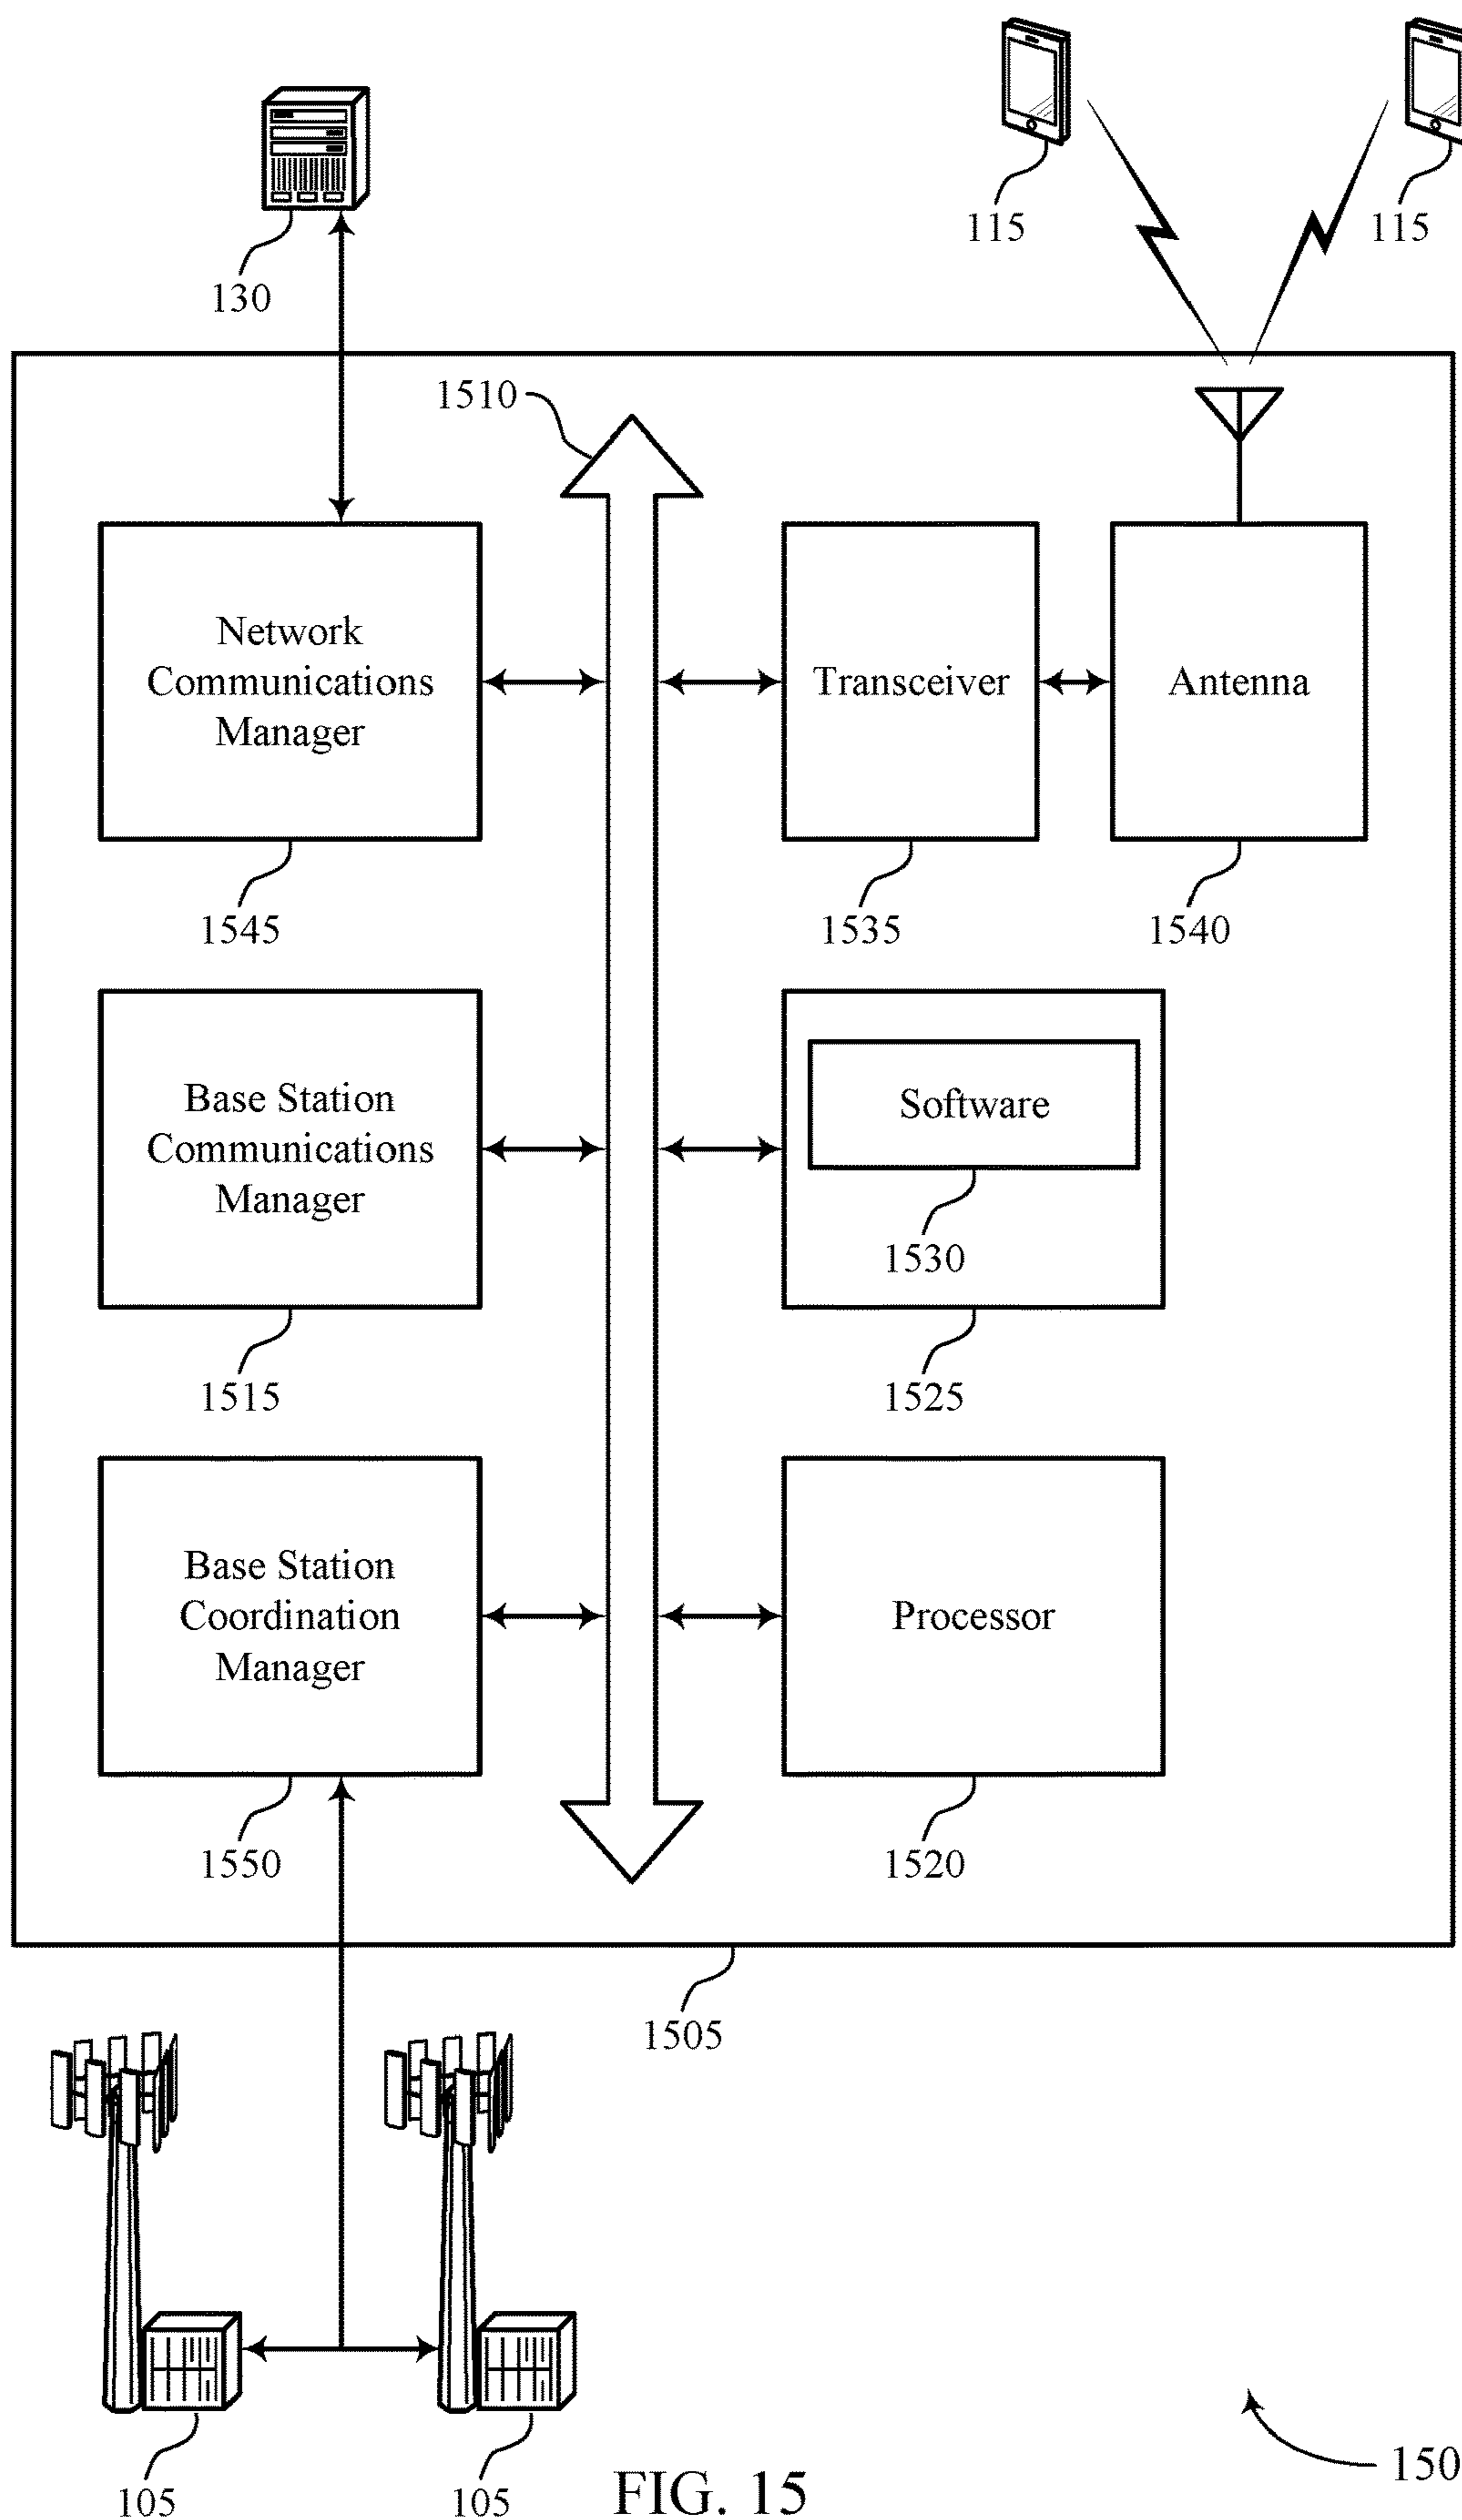 115
115
130
1510
Network
Communications
Manager
Transceiver
Antenna
1545
1535
1540
Base Station
Communications
Manager
Software
1530
1515
1525
Base Station
Coordination
Manager
Processor
1550
1520
1505
105
105
150
FIG. 15